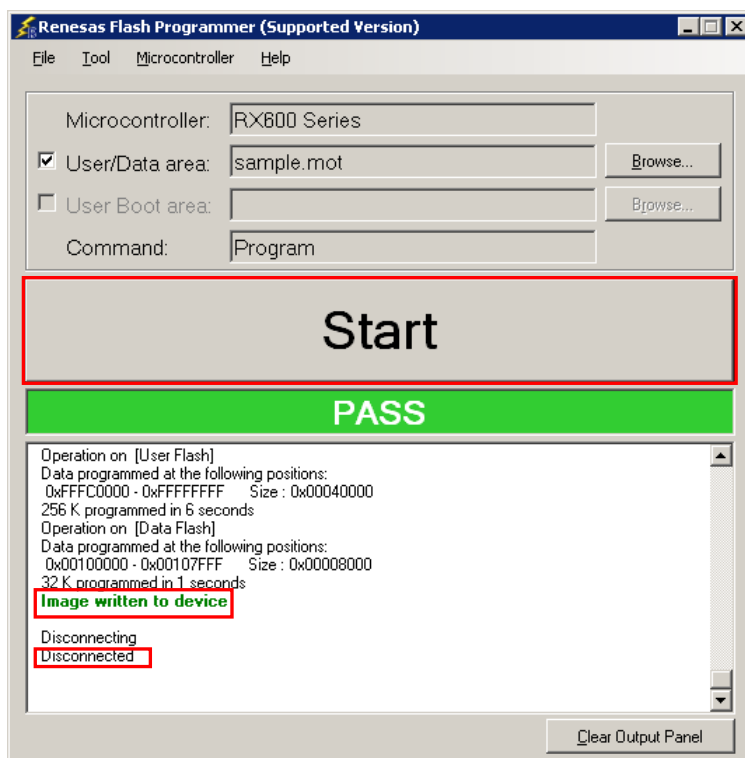 Renesas Flash Programmer (Supported Version)
File Tool Microcontroller Help
Microcontroller: RX600 Series
User/Data area: sample.mot Browse...
User Boot area: Browse...
Command: Program
Start
PASS
Operation on [User Flash]
Data programmed at the following positions:
0xFFFC0000 - 0xFFFFFFFF Size : 0x00040000
256 K programmed in 6 seconds
Operation on [Data Flash]
Data programmed at the following positions:
0x00100000 - 0x00107FFF Size : 0x00008000
32 K programmed in 1 seconds
Image written to device
Disconnecting
Disconnected
Clear Output Panel